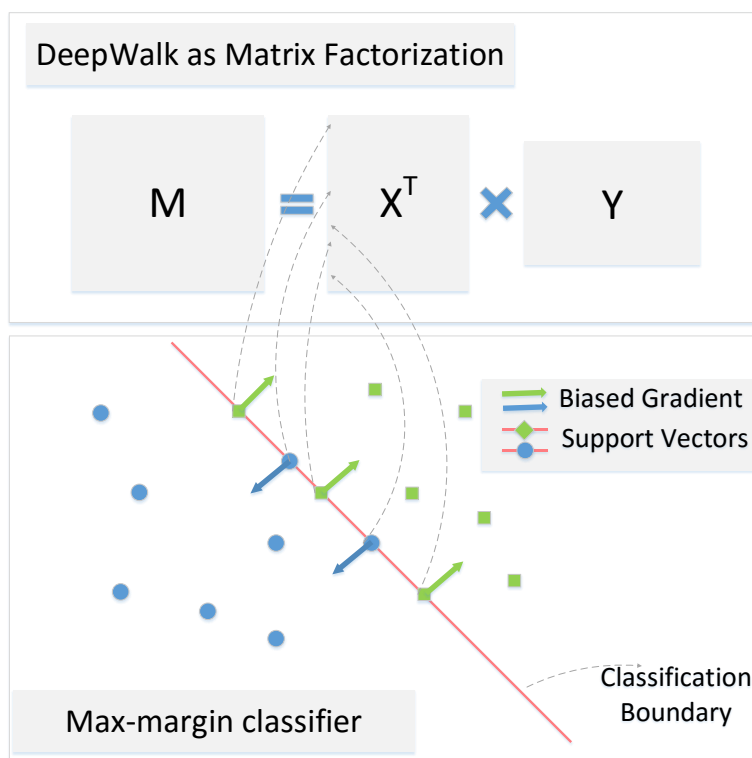 DeepWalk as Matrix Factorization
M = X^T × Y
Biased Gradient
Support Vectors
Classification
Boundary
Max-margin classifier